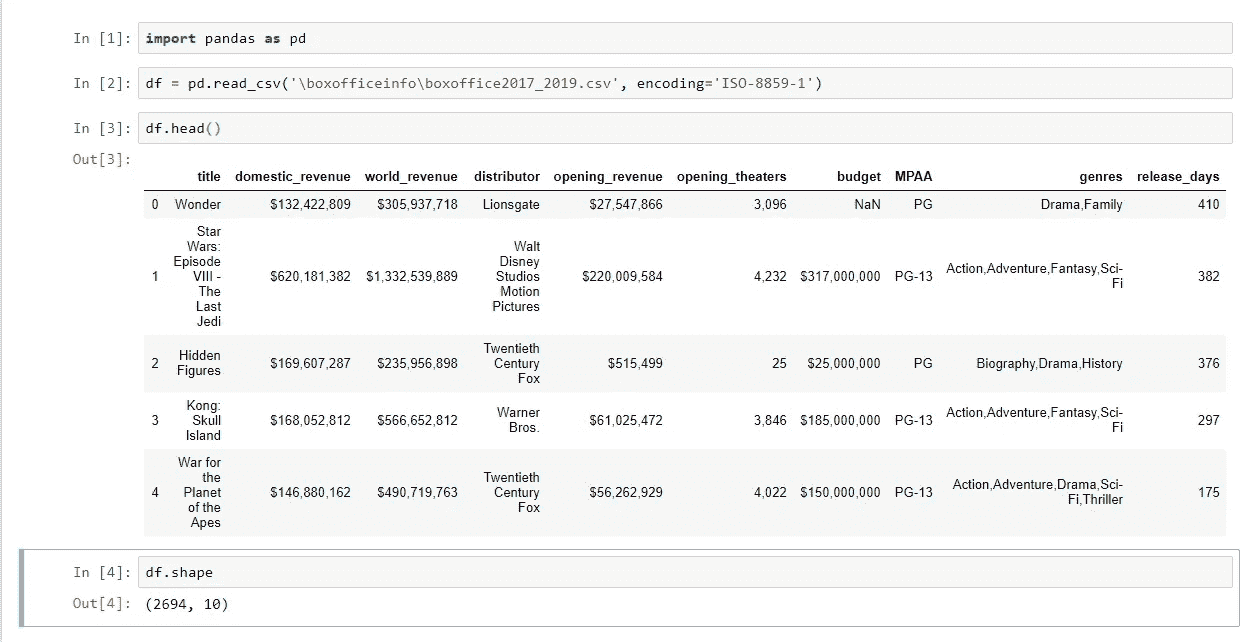 In [1]: import pandas as pd
In [2]: df = pd.read_csv('\boxofficeinfo\boxoffice2017_2019.csv', encoding='ISO-8859-1')
In [3]: df.head()
Out[3]:
title domestic_revenue world_revenue distributor opening_revenue opening_theaters budget MPAA genres release_days
0 Wonder $132,422,809 $305,937,718 Lionsgate $27,547,866 3,096 NaN PG Drama,Family 410
Star
Wars:
Episode
VIII -
The
Last
Jedi
1 $620,181,382 $1,332,539,889
Walt
Disney
Studios
Motion
Pictures
$220,009,584 4,232 $317,000,000 PG-13
Action,Adventure,Fantasy,Sci-
Fi
382
2
Hidden
Figures
$169,607,287 $235,956,898
Twentieth
Century
Fox
$515,499 25 $25,000,000 PG Biography,Drama,History 376
3
Kong:
Skull
Island
$168,052,812 $566,652,812
Warner
Bros.
$61,025,472 3,846 $185,000,000 PG-13
Action,Adventure,Fantasy,Sci-
Fi
297
4
War for
the
Planet
of the
Apes
$146,880,162 $490,719,763
Twentieth
Century
Fox
$56,262,929 4,022 $150,000,000 PG-13
Action,Adventure,Drama,Sci-
Fi,Thriller
175
In [4]: df.shape
Out[4]: (2694, 10)